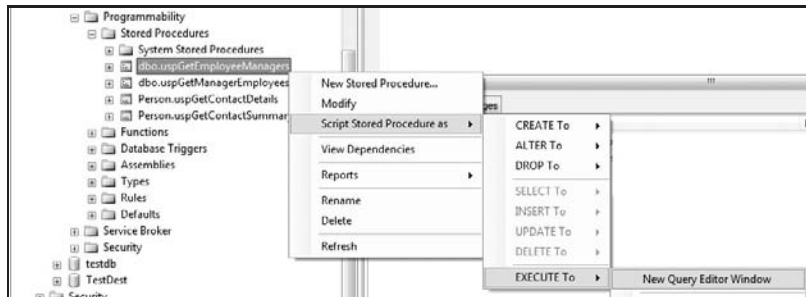 Programmability
Stored Procedures
System Stored Procedures
dbo.uspGetEmployeeManagers
dbo.uspGetManagerEmployees
Person.uspGetContactDetails
Person.uspGetContactSummar
Functions
Database Triggers
Assemblies
Types
Rules
Defaults
Service Broker
Security
testdb
TestDest
Security
New Stored Procedure...
Modify
Script Stored Procedure as
View Dependencies
Reports
Rename
Delete
Refresh
ges
CREATE To
ALTER To
DROP To
SELECT To
INSERT To
UPDATE To
DELETE To
EXECUTE To
New Query Editor Window